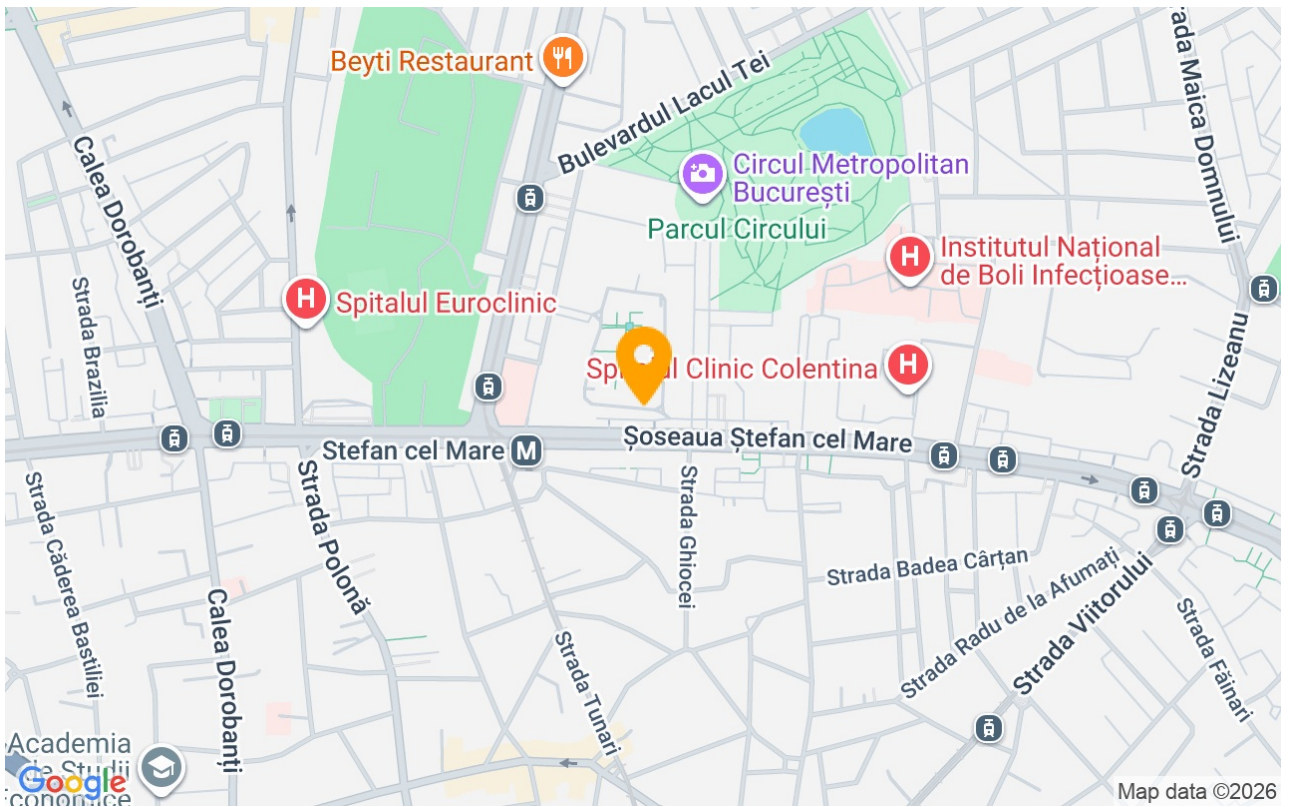 Beyti Restaurant
Bulevardul Lacul Tei
Strada Maica Domnului
Calea Dorobanți
Circul Metropolitan
București
Parcul Circului
Institutul Național
de Boli Infecțioase...
Spitalul Euroclinic
Strada Brazilia
Clinic Colentina
Strada Lizeanu
Stefan cel Mare
M
Șoseaua Ștefan cel Mare
Strada Polonă
Strada Căderea Bastiliei
Strada Ghiocei
Strada Badea Cârțan
Strada Radu de la Afumați
Strada Viitorului
Strada Făinari
Calea Dorobanți
Strada Tunari
Academia
de Studii
Economice
Google
Map data ©2026
H
H
H